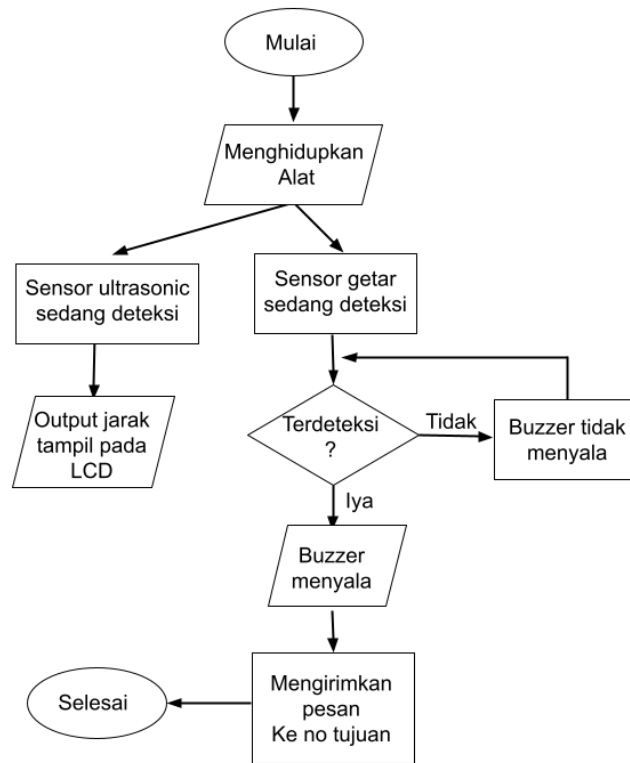 Mulai
Menghidupkan
Alat
Sensor ultrasonic
sedang deteksi
Sensor getar
sedang deteksi
Output jarak
tampil pada
LCD
Terdeteksi
?
Tidak
Buzzer tidak
menyala
Iya
Buzzer
menyala
Mengirimkan
pesan
Ke no tujuan
Selesai